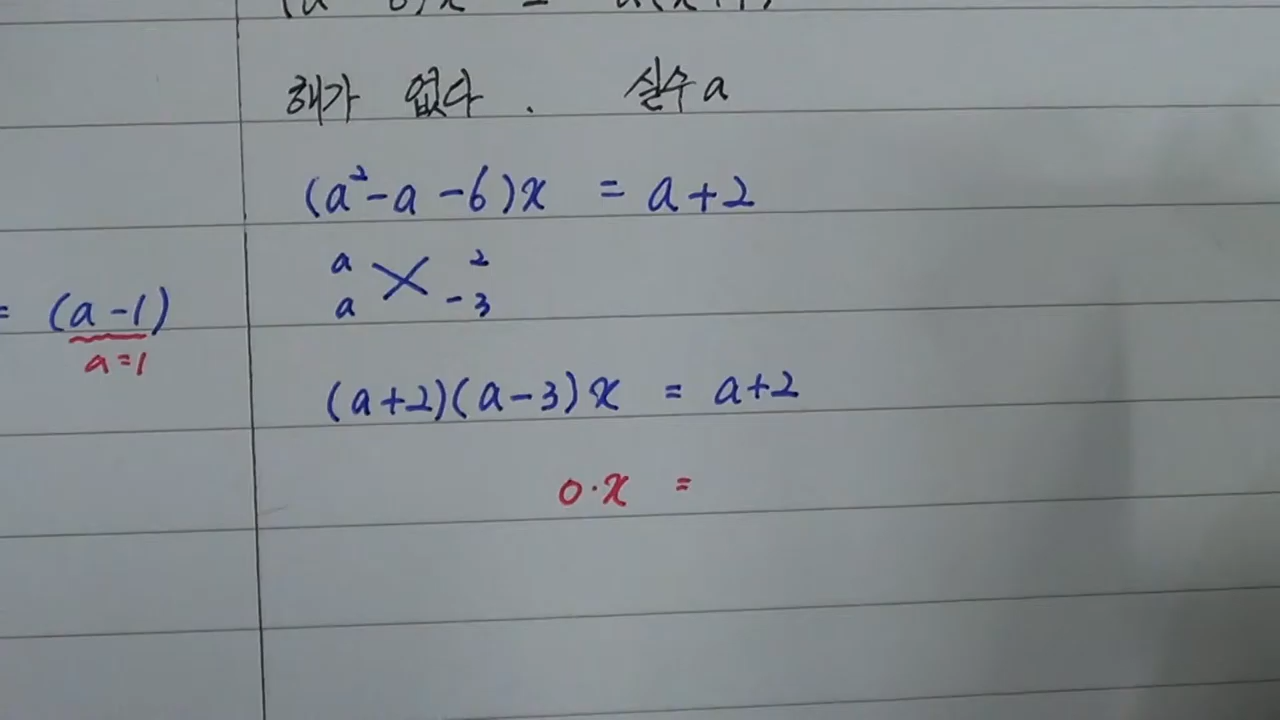 해가 없다. 실수 a
(a²-a-6)x = a+2
a 2
a -3
= (a-1)
a=1
(a+2)(a-3)x = a+2
0·x =